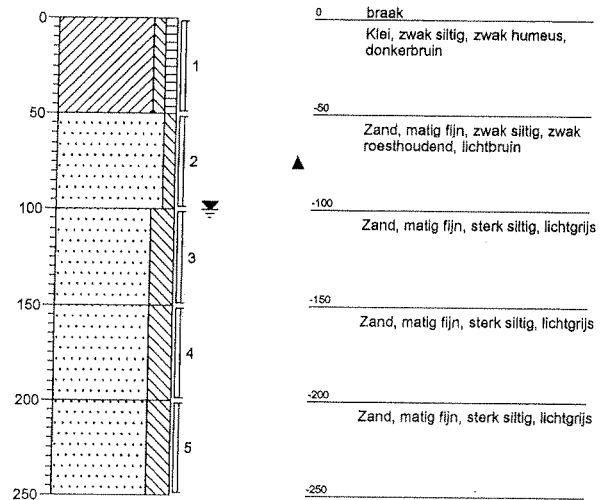 0
50
100
150
200
250
1
2
3
4
5
0 braak
Klei, zwak siltig, zwak humeus,
donkerbruin
-50
Zand, matig fijn, zwak siltig, zwak
roesthoudend, lichtbruin
-100
Zand, matig fijn, sterk siltig, lichtgrijs
-150
Zand, matig fijn, sterk siltig, lichtgrijs
-200
Zand, matig fijn, sterk siltig, lichtgrijs
-250